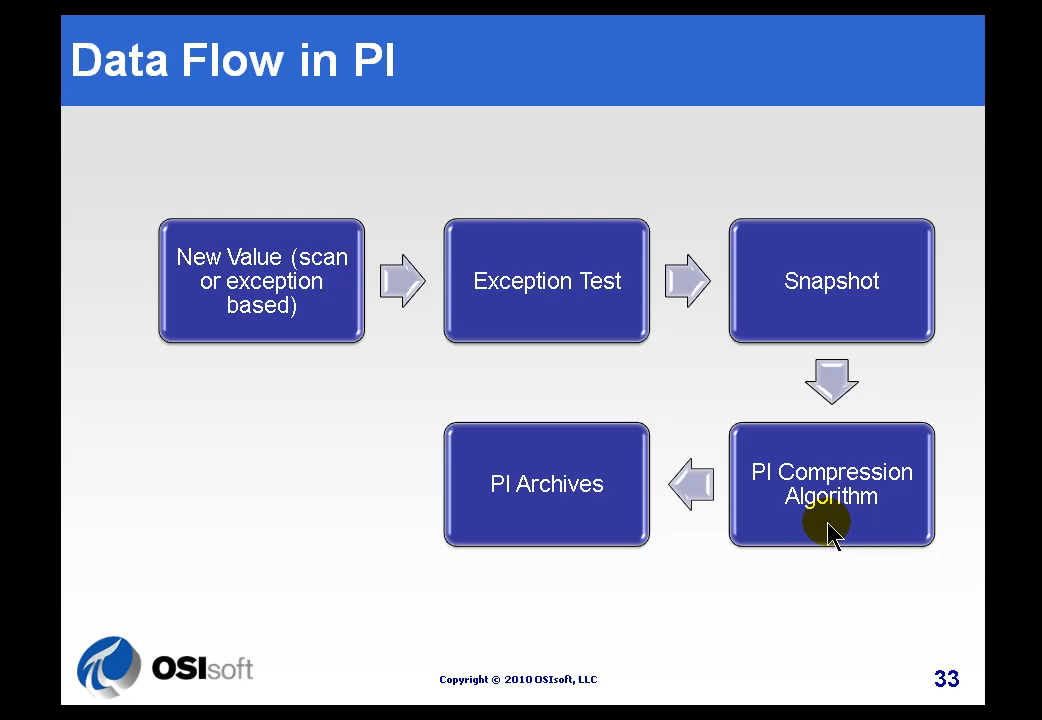 Data Flow in PI
New Value (scan
or exception
based)
Exception Test
Snapshot
PI Archives
PI Compression
Algorithm
OSIsoft
Copyright © 2010 OSIsoft, LLC
33